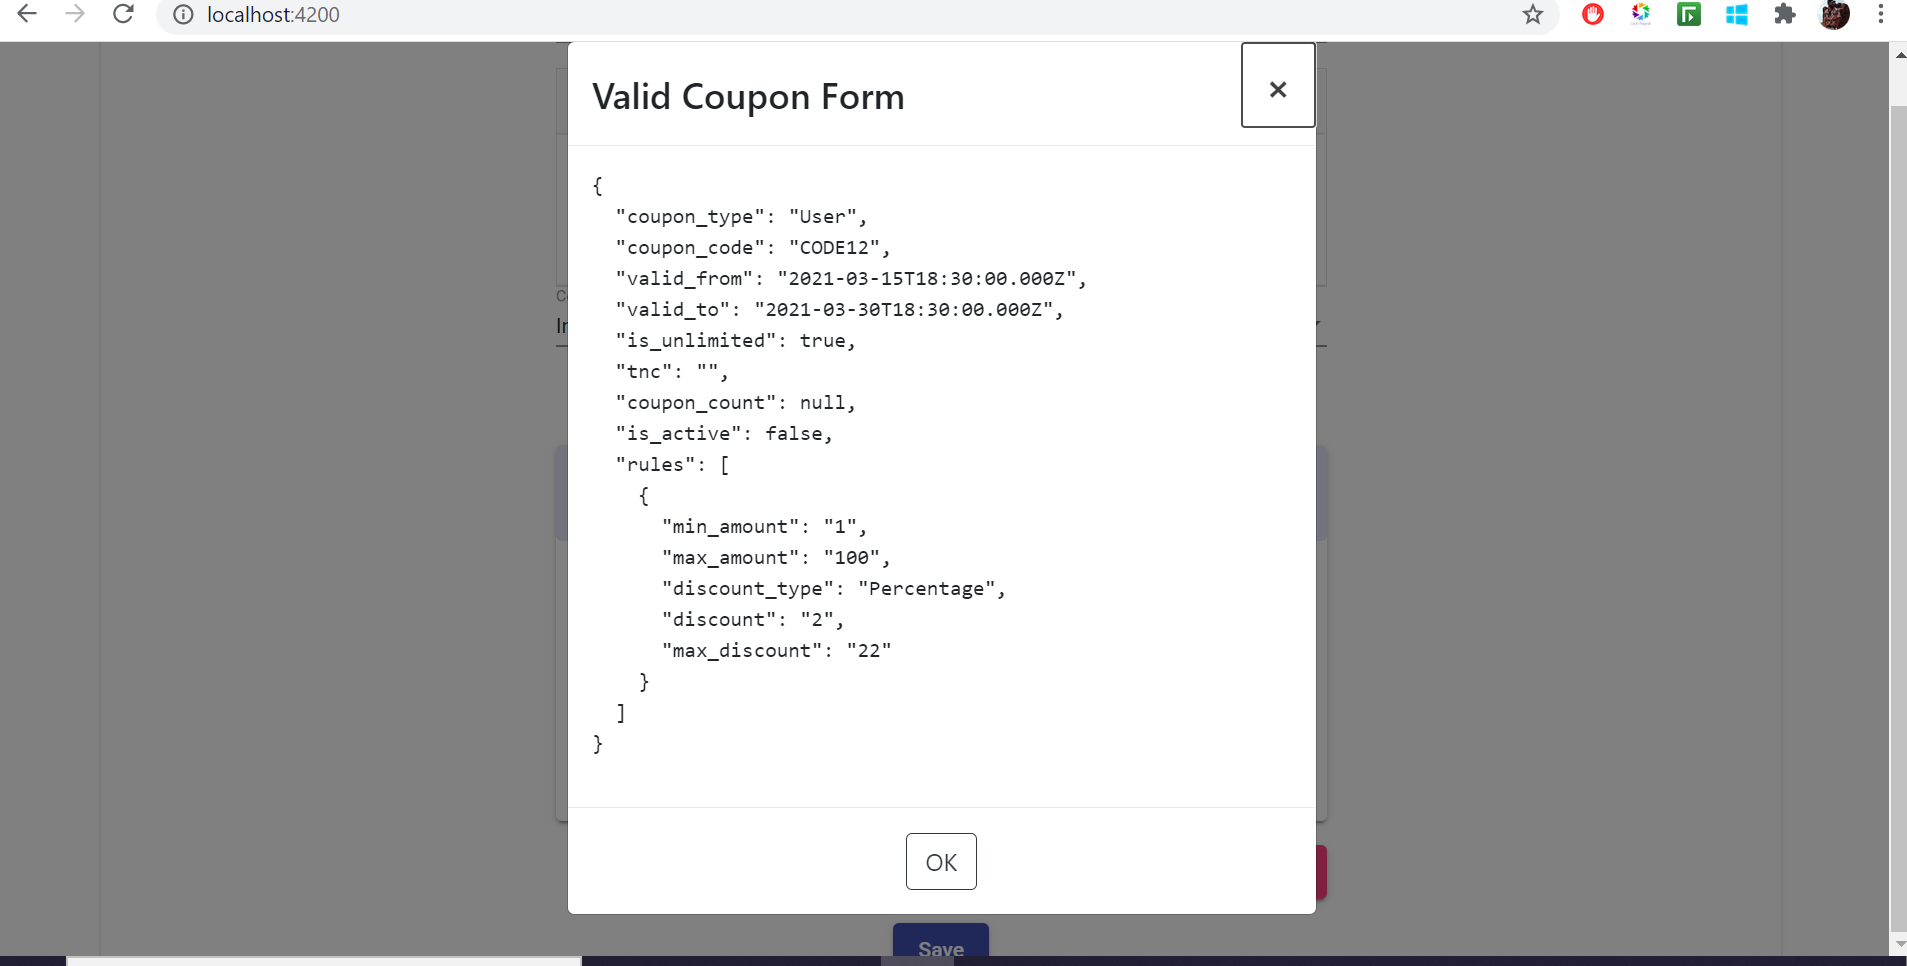 localhost:4200
Valid Coupon Form
×
{
  "coupon_type": "User",
  "coupon_code": "CODE12",
  "valid_from": "2021-03-15T18:30:00.000Z",
  "valid_to": "2021-03-30T18:30:00.000Z",
  "is_unlimited": true,
  "tnc": "",
  "coupon_count": null,
  "is_active": false,
  "rules": [
    {
      "min_amount": "1",
      "max_amount": "100",
      "discount_type": "Percentage",
      "discount": "2",
      "max_discount": "22"
    }
  ]
}
OK
Save